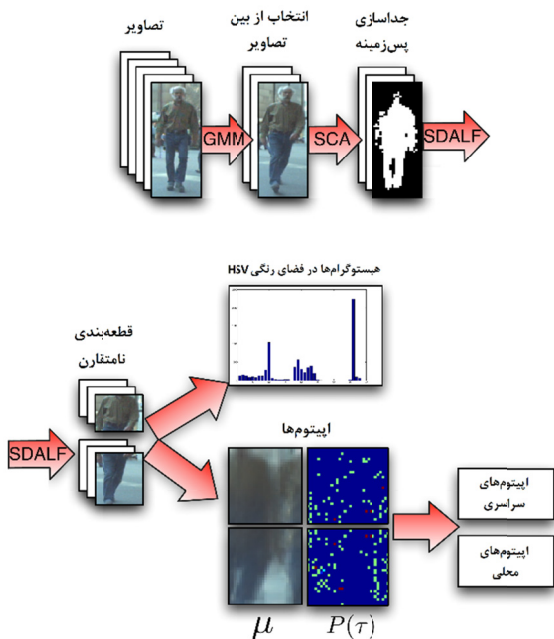 تصاویر
انتخاب از بین
تصاویر
جداسازی
پس‌زمینه
GMM
SCA
SDALF
هیستوگرام‌ها در فضای رنگی HSV
قطعه‌بندی
نامتقارن
SDALF
اپیتوم‌ها
اپیتوم‌های
سراسری
اپیتوم‌های
محلی
μ
P(τ)